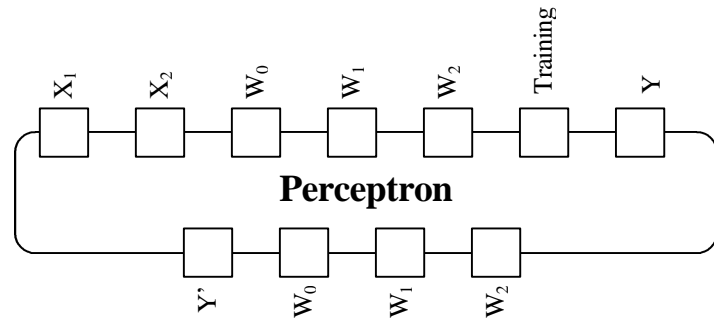 X₁
X₂
W₀
W₁
W₂
Training
Y
Perceptron
Y'
W₀
W₁
W₂